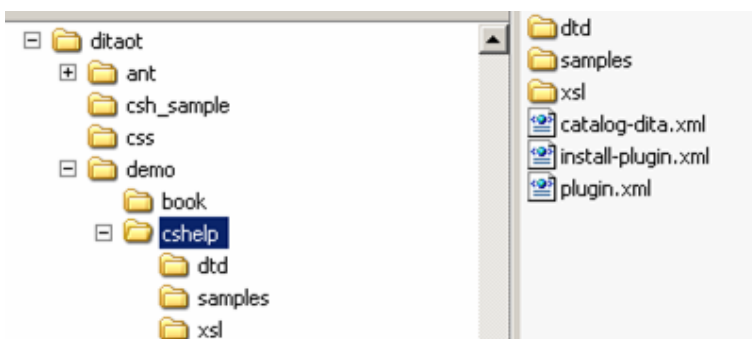 ditaot
ant
csh_sample
css
demo
book
cshelp
dtd
samples
xsl
dtd
samples
xsl
catalog-dita.xml
install-plugin.xml
plugin.xml